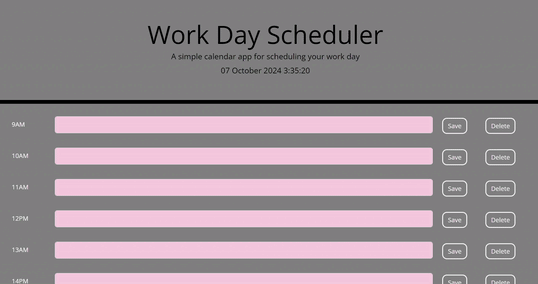 Work Day Scheduler
A simple calendar app for scheduling your work day
07 October 2024 3:35:20
9AM Save Delete
10AM Save Delete
11AM Save Delete
12PM Save Delete
13AM Save Delete
14PM Save Delete